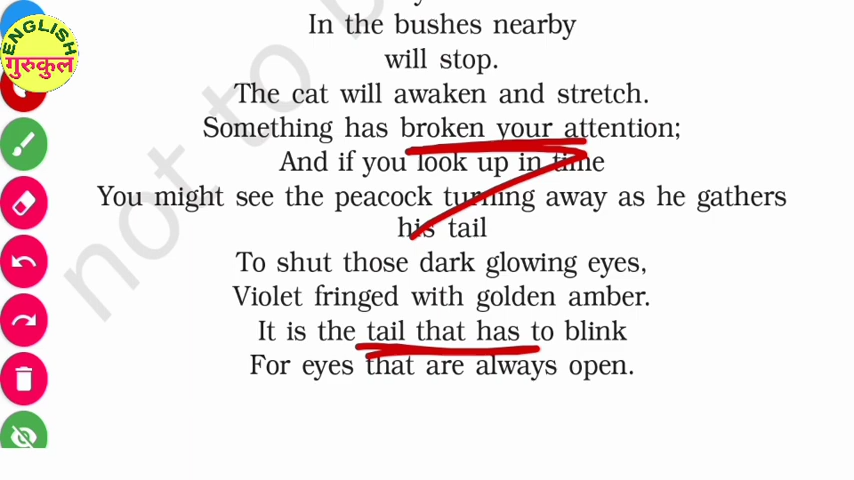 ENGLISH
गुरुकुल
In the bushes nearby
will stop.
The cat will awaken and stretch.
Something has broken your attention;
And if you look up in time
You might see the peacock turning away as he gathers
his tail
To shut those dark glowing eyes,
Violet fringed with golden amber.
It is the tail that has to blink
For eyes that are always open.
not to b